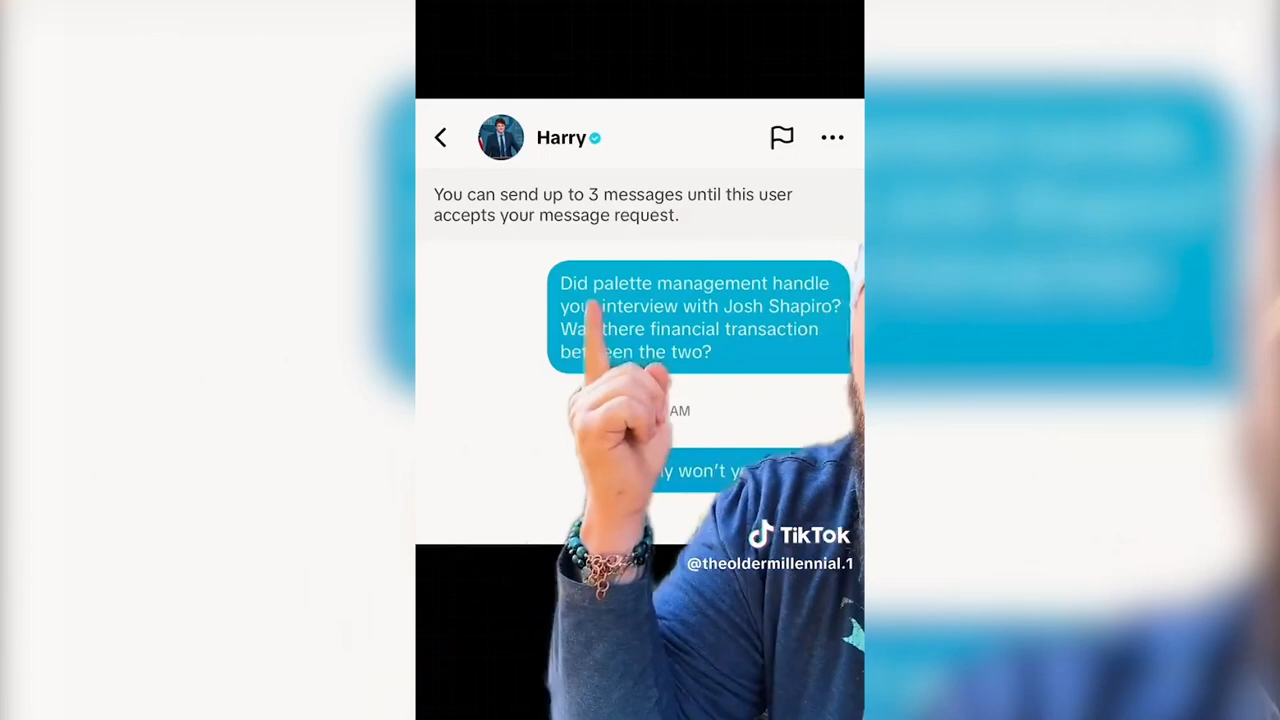 Harry
You can send up to 3 messages until this user
accepts your message request.
Did palette management handle
interview with Josh Shapiro?
there financial transaction
the two?
AM
won't
TikTok
@theoldermillennial.1